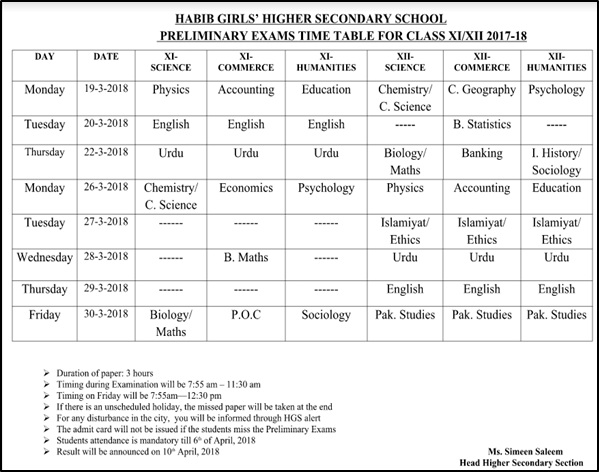 HABIB GIRLS' HIGHER SECONDARY SCHOOL
PRELIMINARY EXAMS TIME TABLE FOR CLASS XI/XII 2017-18
DAY DATE XI- XI- XI- XII- XII- XII-
SCIENCE COMMERCE HUMANITIES SCIENCE COMMERCE HUMANITIES
Monday 19-3-2018 Physics Accounting Education Chemistry/ C. Geography Psychology
C. Science
Tuesday 20-3-2018 English English English ----- B. Statistics -----
Thursday 22-3-2018 Urdu Urdu Urdu Biology/ Banking I. History/
Maths Sociology
Monday 26-3-2018 Chemistry/ Economics Psychology Physics Accounting Education
C. Science
Tuesday 27-3-2018 ------ ------ ------ Islamiyat/ Islamiyat/ Islamiyat/
Ethics Ethics Ethics
Wednesday 28-3-2018 ------ B. Maths ------ Urdu Urdu Urdu
Thursday 29-3-2018 ------ ------ ------ English English English
Friday 30-3-2018 Biology/ P.O.C Sociology Pak. Studies Pak. Studies Pak. Studies
Maths
➢ Duration of paper: 3 hours
➢ Timing during Examination will be 7:55 am – 11:30 am
➢ Timing on Friday will be 7:55am—12:30 pm
➢ If there is an unscheduled holiday, the missed paper will be taken at the end
➢ For any disturbance in the city, you will be informed through HGS alert
➢ The admit card will not be issued if the students miss the Preliminary Exams
➢ Students attendance is mandatory till 6th of April, 2018
➢ Result will be announced on 10th April, 2018
Ms. Simeen Saleem
Head Higher Secondary Section